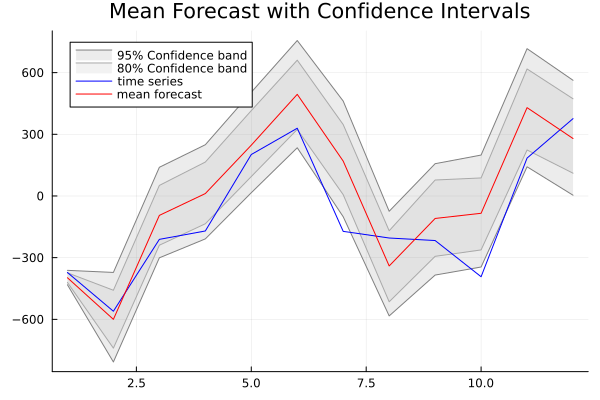 Mean Forecast with Confidence Intervals
95% Confidence band
80% Confidence band
time series
mean forecast
600
300
0
−300
−600
2.5 5.0 7.5 10.0